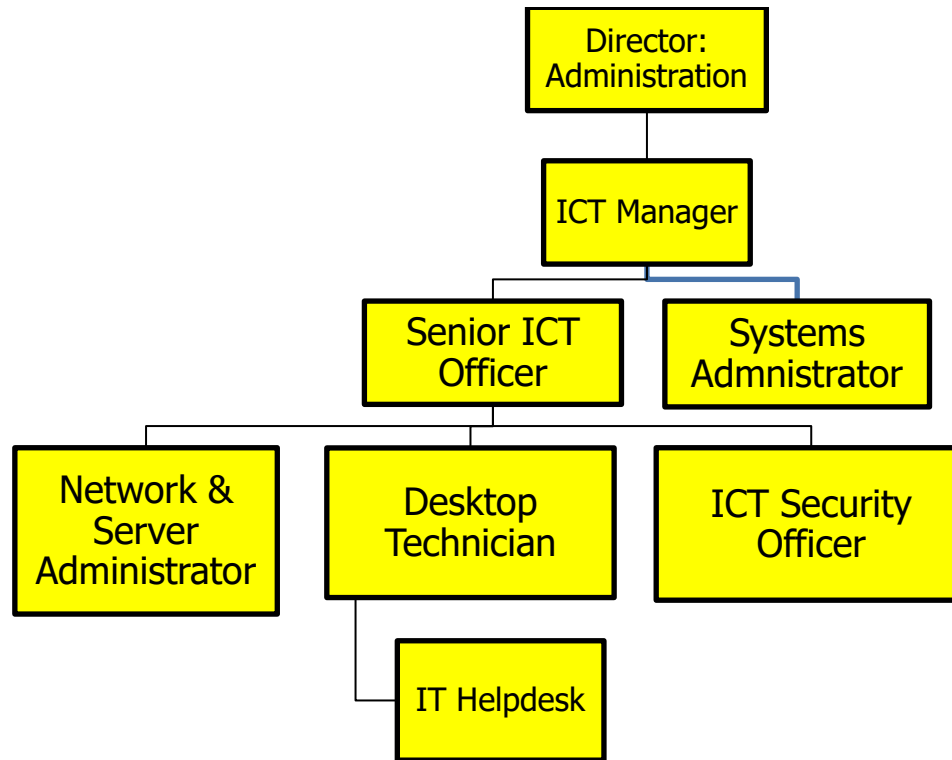 Director:
Administration
ICT Manager
Senior ICT
Officer
Systems
Admnistrator
Network &
Server
Administrator
Desktop
Technician
ICT Security
Officer
IT Helpdesk